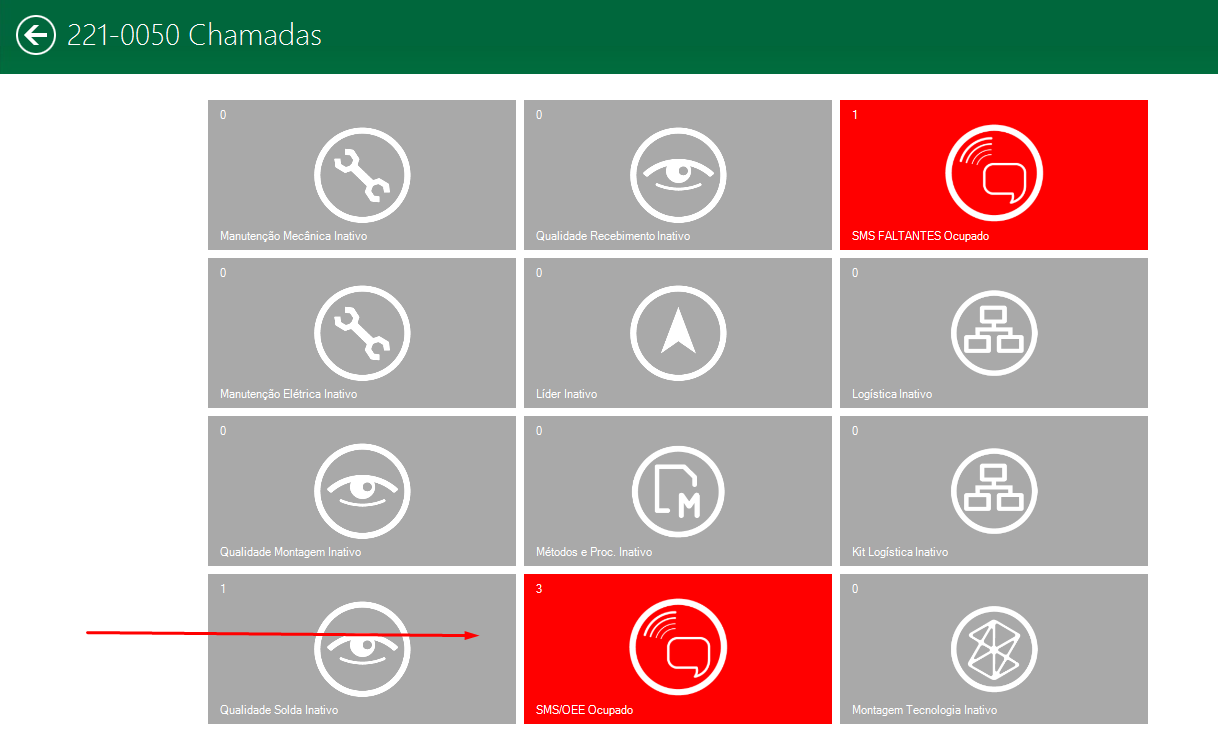 221-0050 Chamadas
0
0
1
Manutenção Mecânica Inativo
Qualidade Recebimento Inativo
SMS FALTANTES Ocupado
0
0
0
Manutenção Elétrica Inativo
Líder Inativo
Logística Inativo
0
0
0
M
Qualidade Montagem Inativo
Métodos e Proc. Inativo
Kit Logística Inativo
1
3
0
Qualidade Solda Inativo
SMS/OEE Ocupado
Montagem Tecnologia Inativo